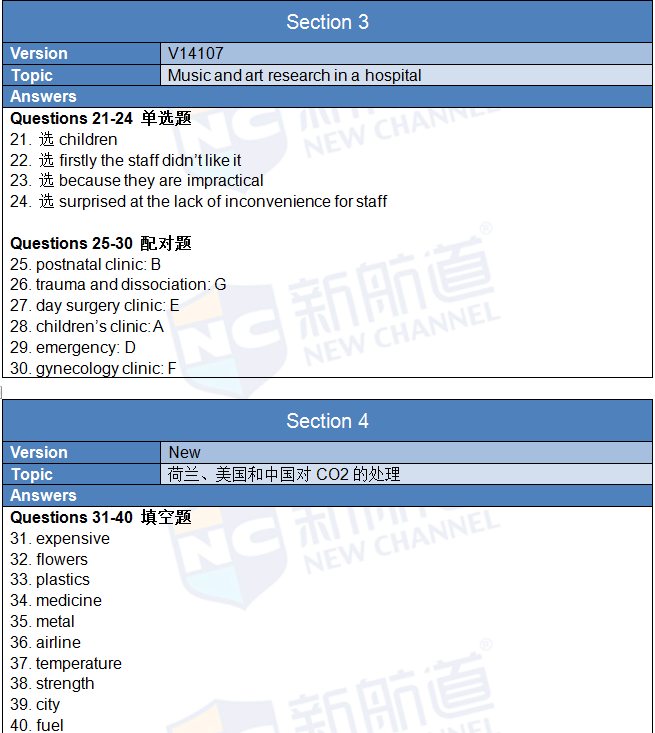 Section 3
Version V14107
Topic Music and art research in a hospital
Answers
Questions 21-24 单选题
21. 选 children
22. 选 firstly the staff didn't like it
23. 选 because they are impractical
24. 选 surprised at the lack of inconvenience for staff
Questions 25-30 配对题
25. postnatal clinic: B
26. trauma and dissociation: G
27. day surgery clinic: E
28. children's clinic: A
29. emergency: D
30. gynecology clinic: F
新航道
NEW CHANNEL
Section 4
Version New
Topic 荷兰、美国和中国对 CO2 的处理
Answers
Questions 31-40 填空题
31. expensive
32. flowers
33. plastics
34. medicine
35. metal
36. airline
37. temperature
38. strength
39. city
40. fuel